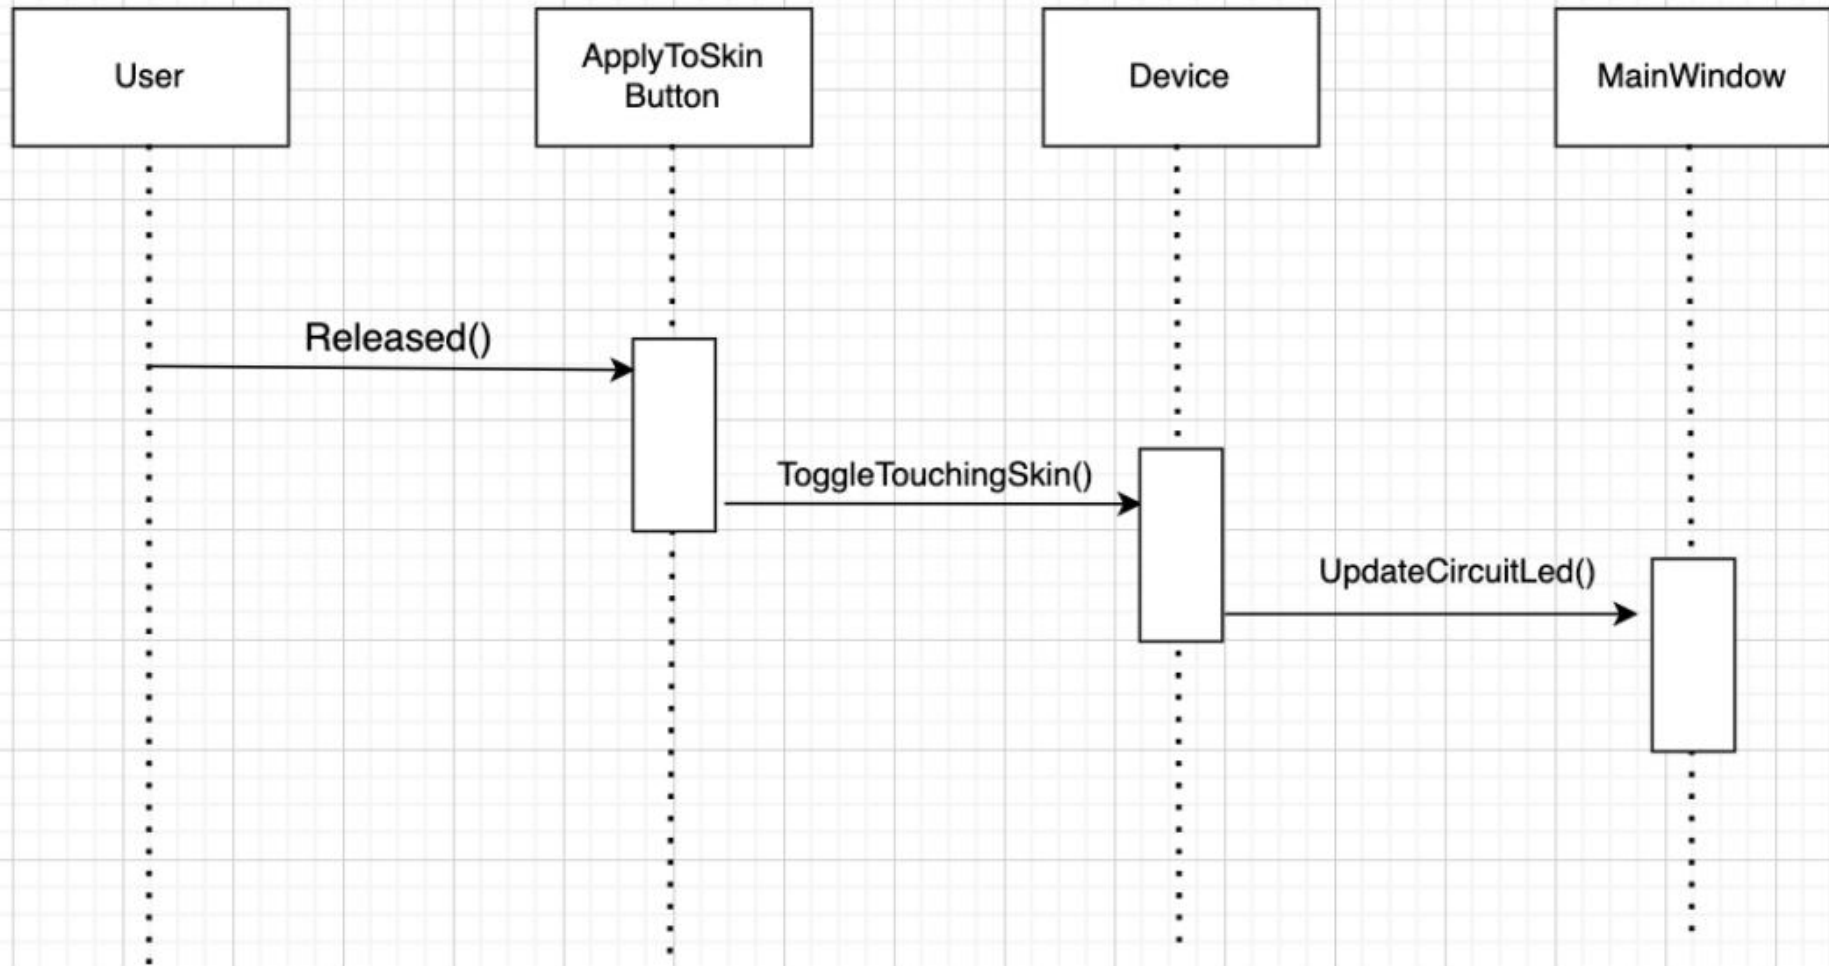 User
ApplyToSkin
Button
Device
MainWindow
Released()
ToggleTouchingSkin()
UpdateCircuitLed()